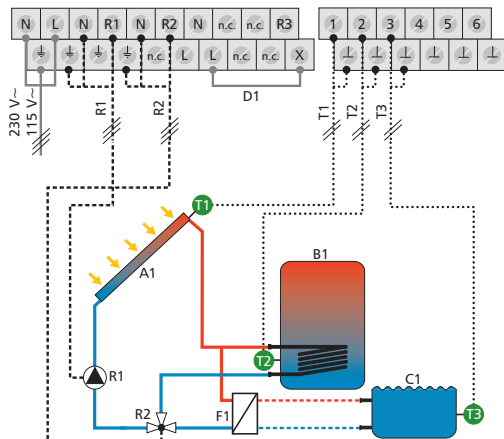 N L N R1 N R2 N n.c. n.c. R3
n.c. L L n.c. n.c. X
1 2 3 4 5 6
D1
230 V~
115 V~
R1
R2
T1
T2
T3
T1
A1
B1
T2
R1
C1
R2
F1
T3